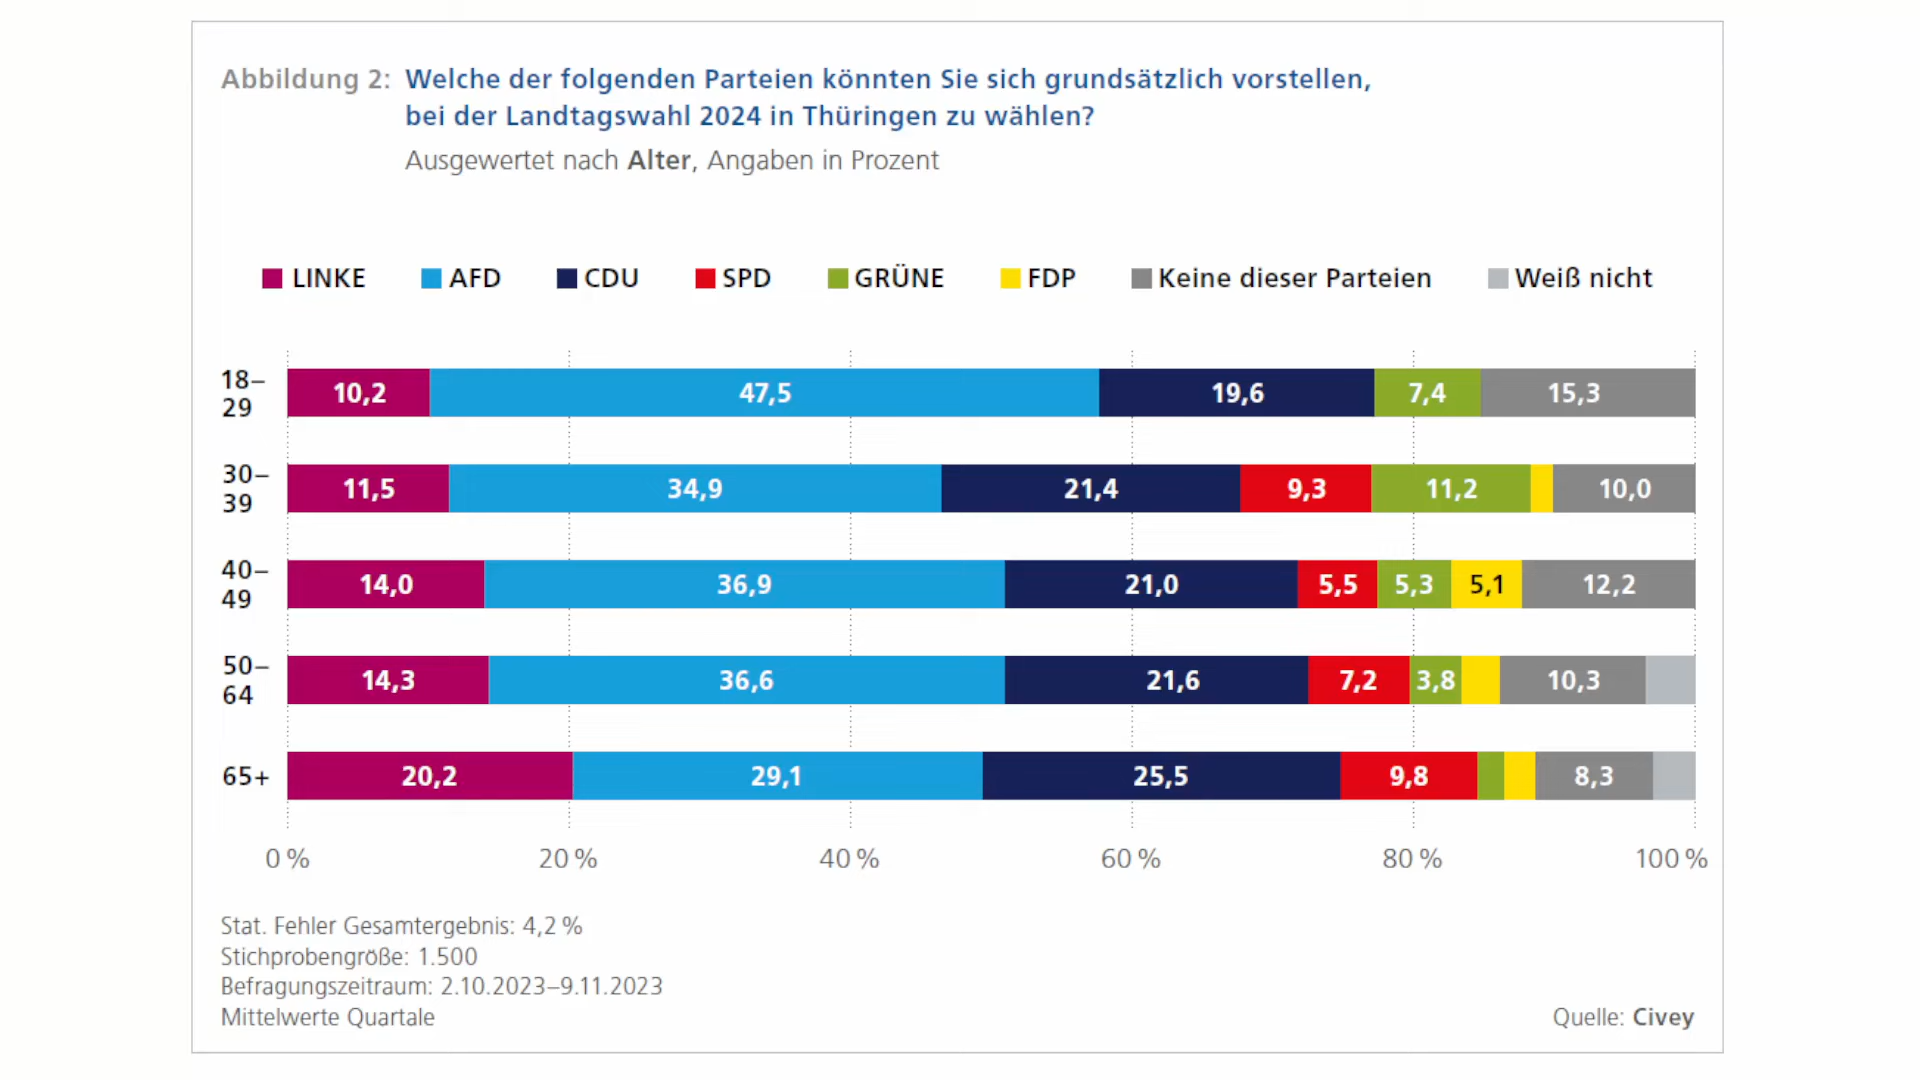 Abbildung 2: Welche der folgenden Parteien könnten Sie sich grundsätzlich vorstellen,
bei der Landtagswahl 2024 in Thüringen zu wählen?
Ausgewertet nach Alter, Angaben in Prozent
LINKE AFD CDU SPD GRÜNE FDP Keine dieser Parteien Weiß nicht
18–
29
10,2 47,5 19,6 7,4 15,3
30–
39
11,5 34,9 21,4 9,3 11,2 10,0
40–
49
14,0 36,9 21,0 5,5 5,3 5,1 12,2
50–
64
14,3 36,6 21,6 7,2 3,8 10,3
65+ 20,2 29,1 25,5 9,8 8,3
0 % 20 % 40 % 60 % 80 % 100 %
Stat. Fehler Gesamtergebnis: 4,2 %
Stichprobengröße: 1.500
Befragungszeitraum: 2.10.2023–9.11.2023
Mittelwerte Quartale
Quelle: Civey